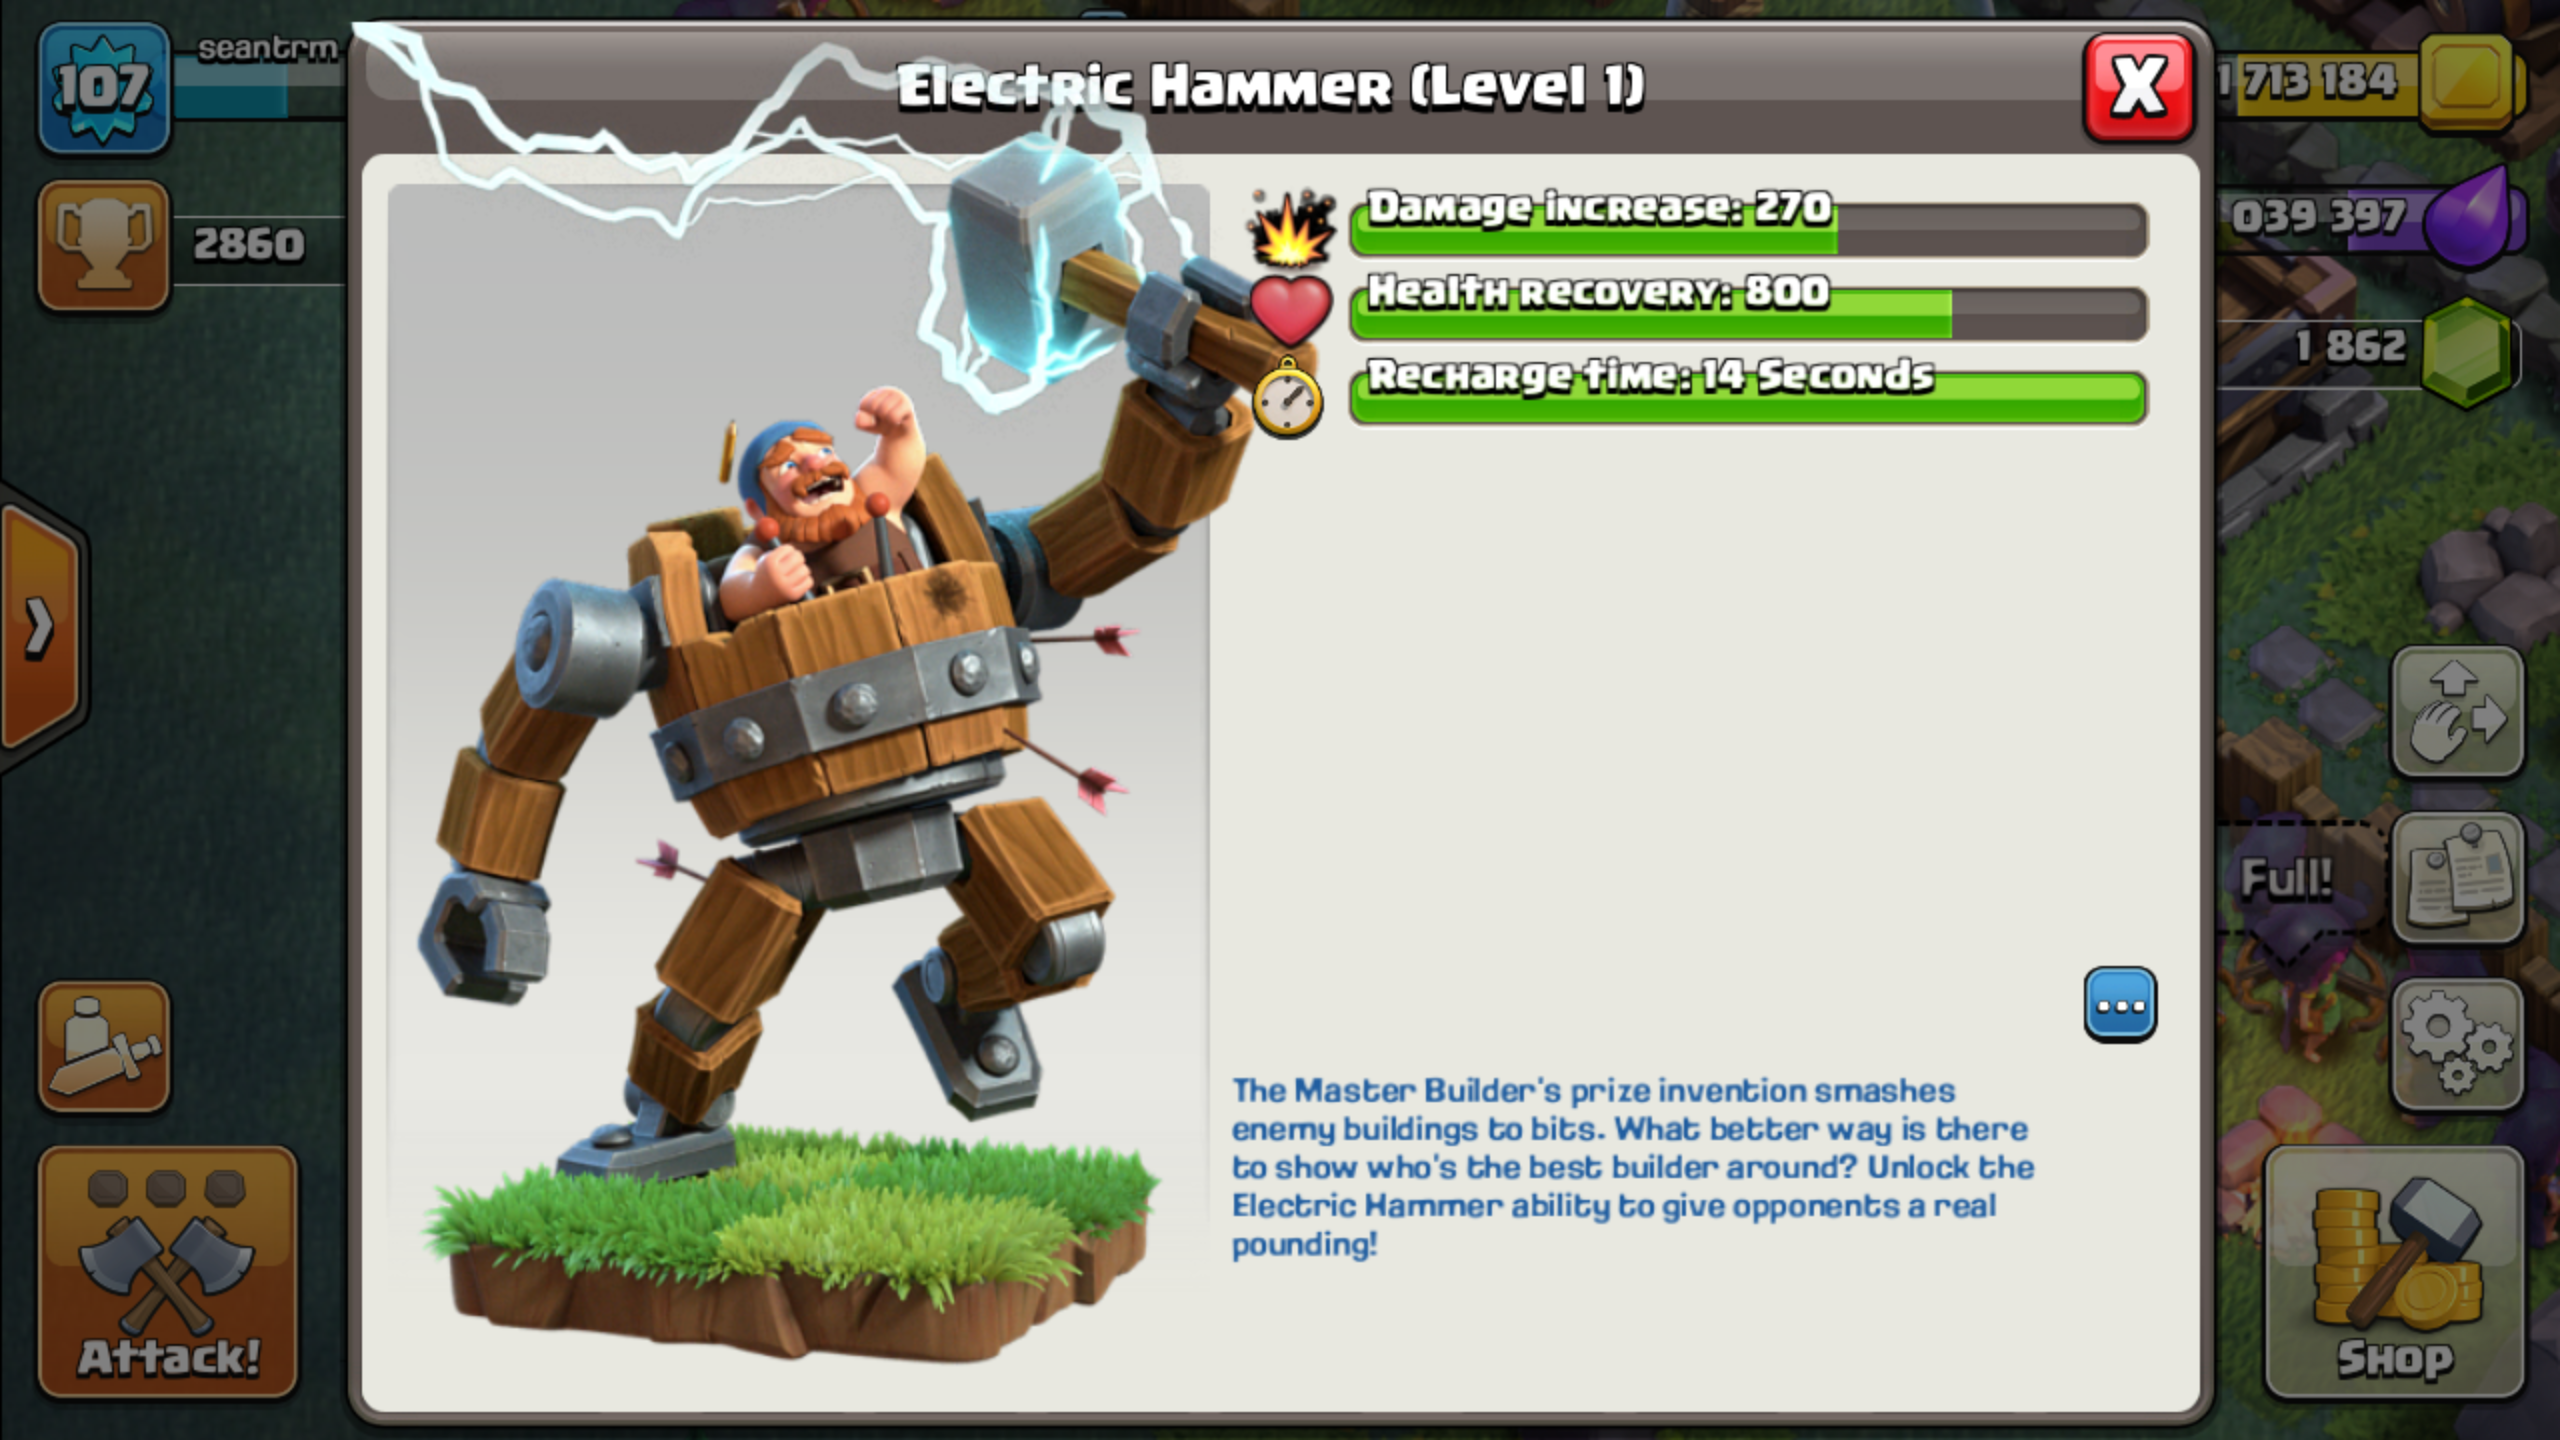 107
seantrm
2860
Electric Hammer (Level 1)
X
1 713 184
039 397
1 862
Damage increase: 270
Health recovery: 800
Recharge time: 14 Seconds
Full!
The Master Builder's prize invention smashes
enemy buildings to bits. What better way is there
to show who's the best builder around? Unlock the
Electric Hammer ability to give opponents a real
pounding!
Attack!
Shop